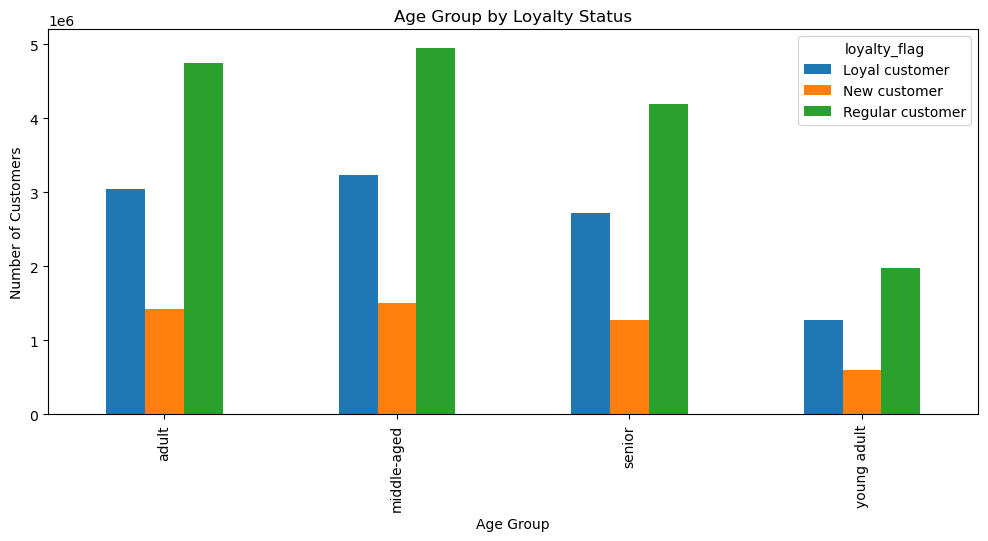 Age Group by Loyalty Status
1e6
5
4
3
2
1
0
Number of Customers
loyalty_flag
Loyal customer
New customer
Regular customer
adult
middle-aged
senior
young adult
Age Group